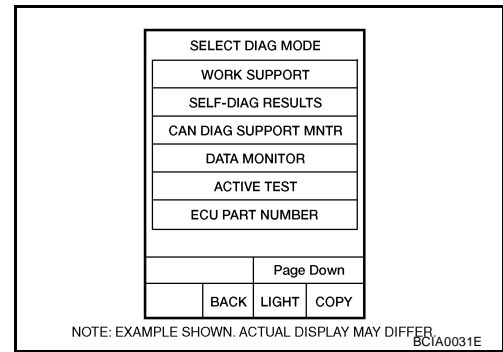 SELECT DIAG MODE
WORK SUPPORT
SELF-DIAG RESULTS
CAN DIAG SUPPORT MNTR
DATA MONITOR
ACTIVE TEST
ECU PART NUMBER
Page Down
BACK LIGHT COPY
NOTE: EXAMPLE SHOWN. ACTUAL DISPLAY MAY DIFFER.
BCIA0031E